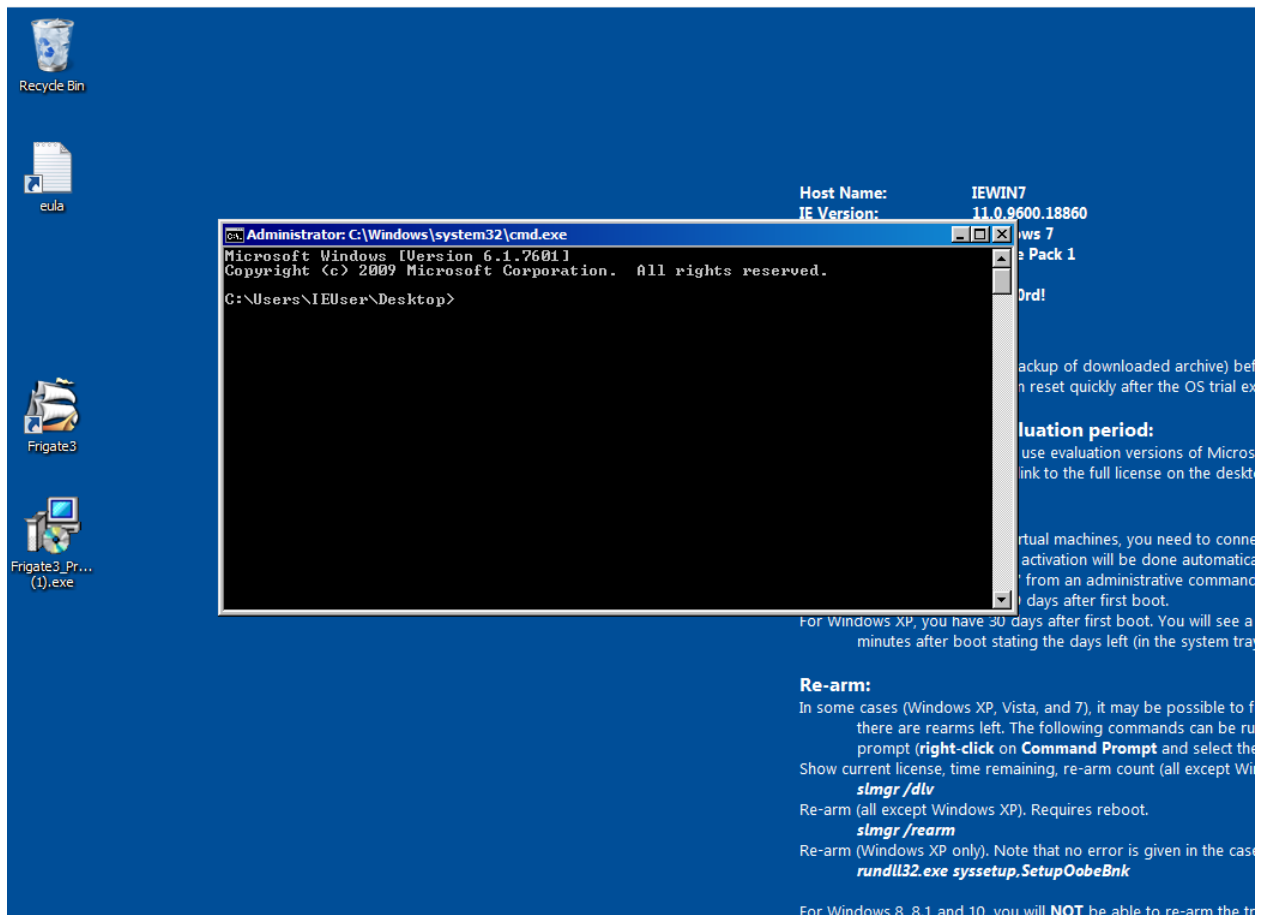 Recycle Bin
eula
Frigate3
Frigate3_Pr...
(1).exe
Administrator: C:\Windows\system32\cmd.exe
Microsoft Windows [Version 6.1.7601]
Copyright (c) 2009 Microsoft Corporation.  All rights reserved.
C:\Users\IEUser\Desktop>
Host Name: IEWIN7
IE Version: 11.0.9600.18860
ows 7
e Pack 1
0rd!
ackup of downloaded archive) bef
n reset quickly after the OS trial ex
luation period:
use evaluation versions of Micros
link to the full license on the deskt
rtual machines, you need to conne
activation will be done automatica
' from an administrative command
days after first boot.
For Windows XP, you have 30 days after first boot. You will see a
minutes after boot stating the days left (in the system tray
Re-arm:
In some cases (Windows XP, Vista, and 7), it may be possible to f
there are rearms left. The following commands can be ru
prompt (right-click on Command Prompt and select the
Show current license, time remaining, re-arm count (all except Wi
slmgr /dlv
Re-arm (all except Windows XP). Requires reboot.
slmgr /rearm
Re-arm (Windows XP only). Note that no error is given in the case
rundll32.exe syssetup,SetupOobeBnk
For Windows 8, 8.1 and 10, you will NOT be able to re-arm the tr